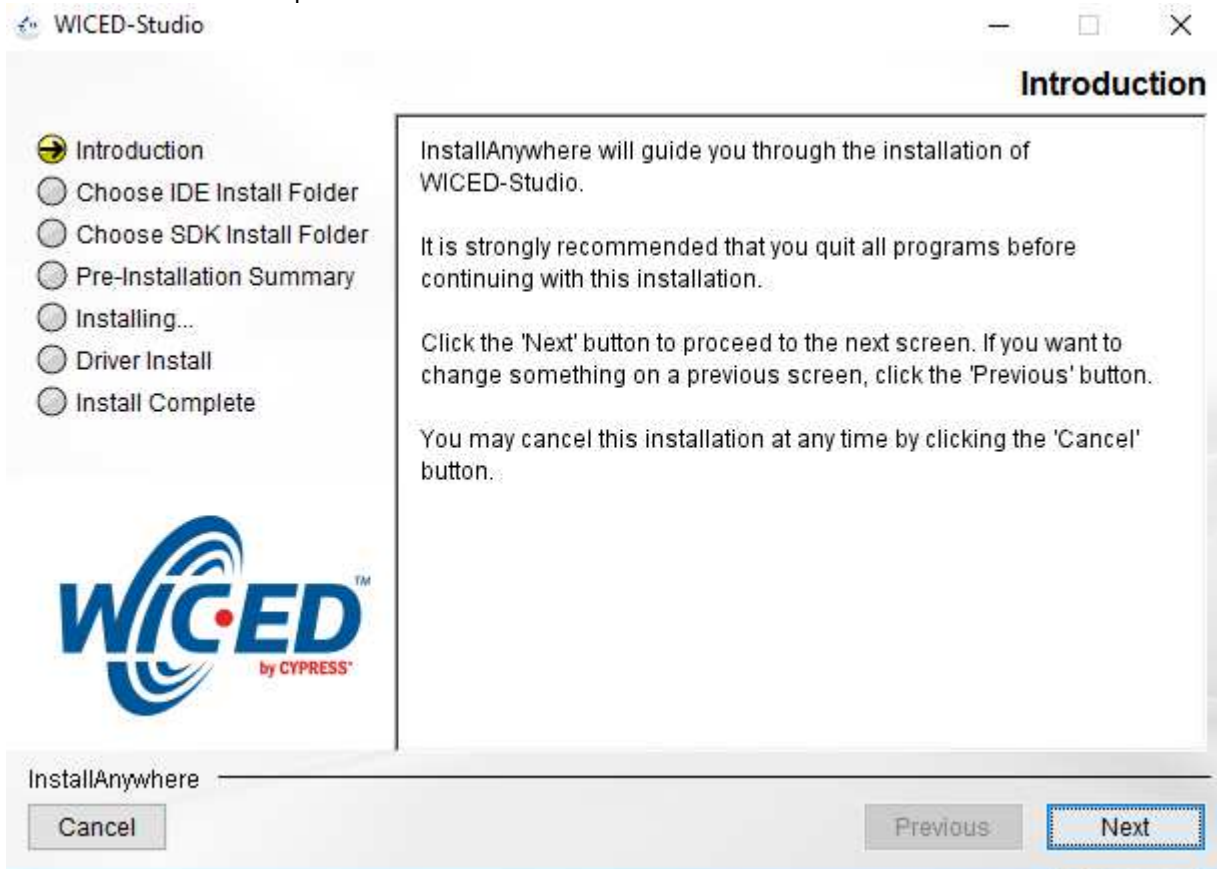 WICED-Studio
Introduction
Introduction
Choose IDE Install Folder
Choose SDK Install Folder
Pre-Installation Summary
Installing...
Driver Install
Install Complete
InstallAnywhere will guide you through the installation of
WICED-Studio.
It is strongly recommended that you quit all programs before
continuing with this installation.
Click the 'Next' button to proceed to the next screen. If you want to
change something on a previous screen, click the 'Previous' button.
You may cancel this installation at any time by clicking the 'Cancel'
button.
WICED™
by CYPRESS®
InstallAnywhere
Cancel
Previous
Next